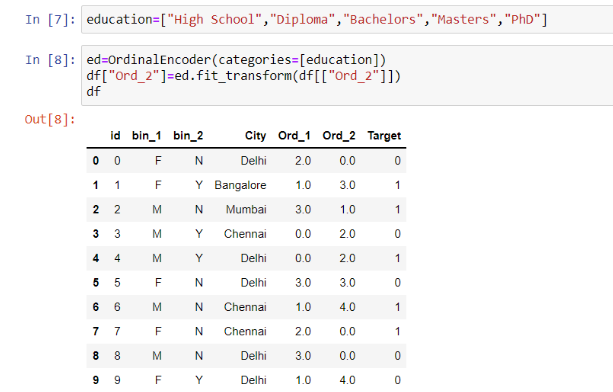 In [7]: education=["High School","Diploma","Bachelors","Masters","PhD"]
In [8]: ed=OrdinalEncoder(categories=[education])
df["Ord_2"]=ed.fit_transform(df[["Ord_2"]])
df
Out[8]:
id bin_1 bin_2 City Ord_1 Ord_2 Target
0 0 F N Delhi 2.0 0.0 0
1 1 F Y Bangalore 1.0 3.0 1
2 2 M N Mumbai 3.0 1.0 1
3 3 M Y Chennai 0.0 2.0 0
4 4 M Y Delhi 0.0 2.0 1
5 5 F N Delhi 3.0 3.0 0
6 6 M N Chennai 1.0 4.0 1
7 7 F N Chennai 2.0 0.0 1
8 8 M N Delhi 3.0 0.0 0
9 9 F Y Delhi 1.0 4.0 0